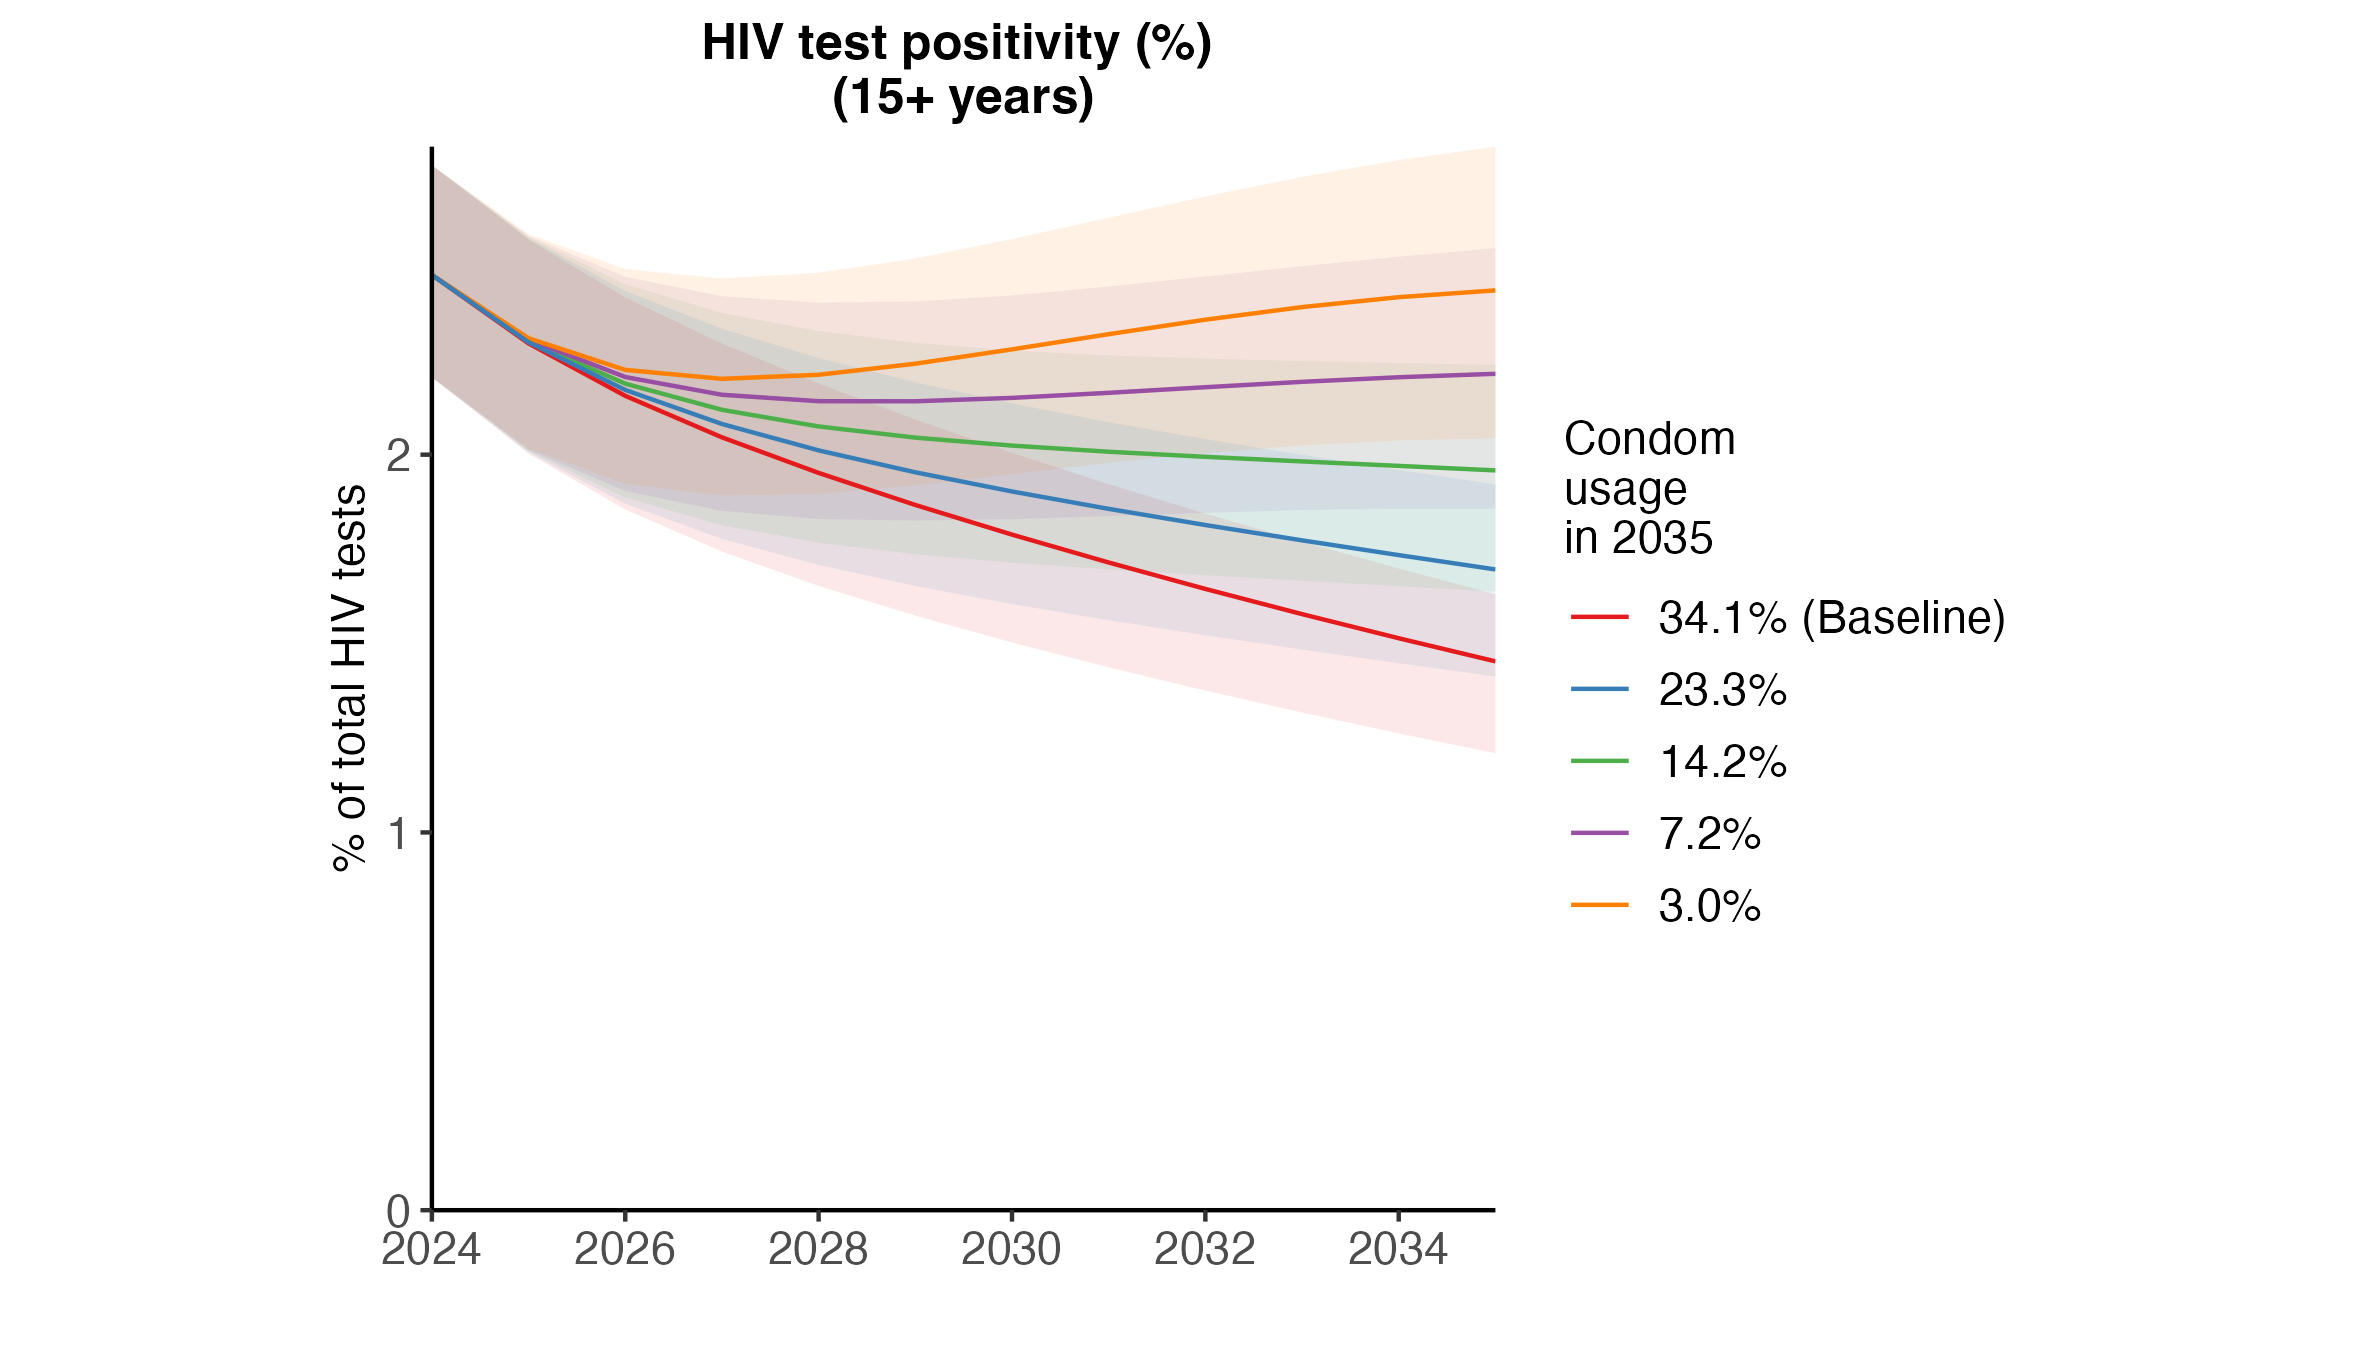 HIV test positivity (%)
(15+ years)
% of total HIV tests
2
1
0
2024 2026 2028 2030 2032 2034
Condom
usage
in 2035
34.1% (Baseline)
23.3%
14.2%
7.2%
3.0%